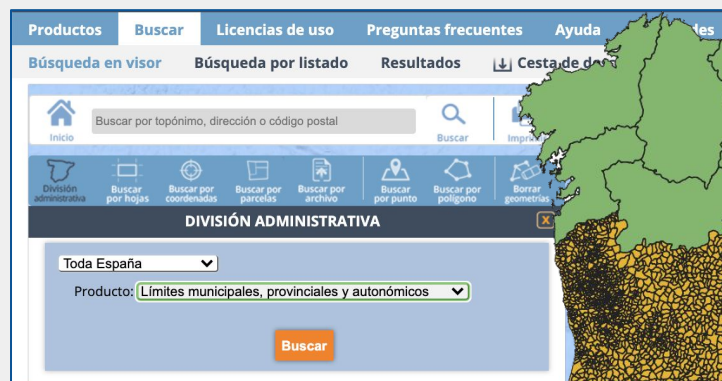 Productos Buscar Licencias de uso Preguntas frecuentes Ayuda
Búsqueda en visor Búsqueda por listado Resultados Cesta de
Buscar por topónimo, dirección o código postal
Inicio Buscar
División administrativa Buscar por hojas Buscar por coordenadas Buscar por parcelas Buscar por archivo Buscar por punto Buscar por polígono Borrar geometrías
DIVISIÓN ADMINISTRATIVA X
Toda España
Producto: Límites municipales, provinciales y autonómicos
Buscar